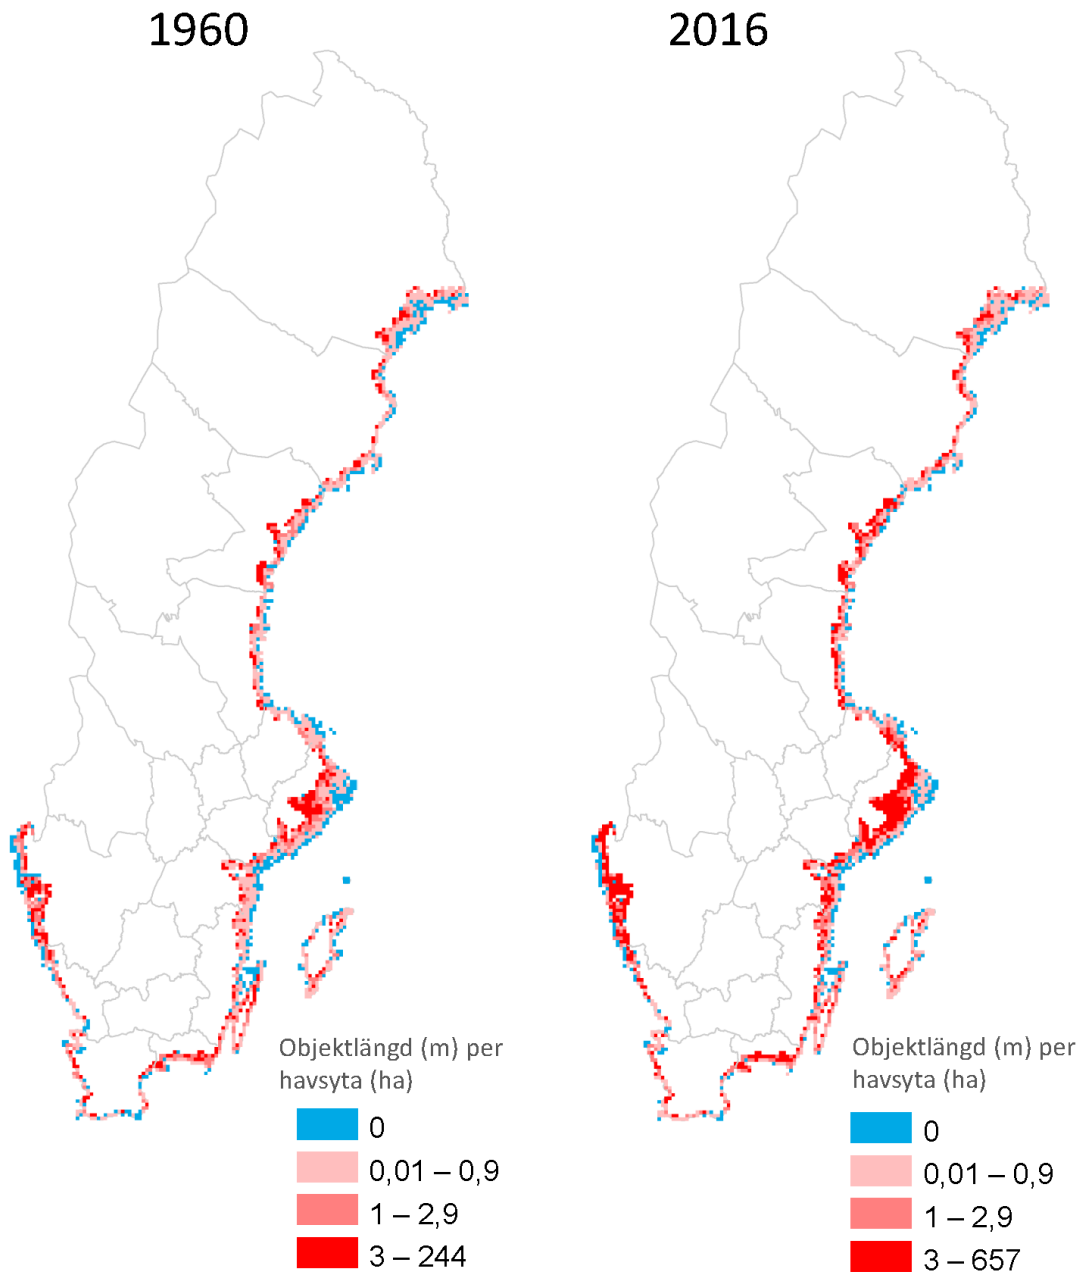 1960
2016
Objektlängd (m) per
havsyta (ha)
0
0,01 – 0,9
1 – 2,9
3 – 244
Objektlängd (m) per
havsyta (ha)
0
0,01 – 0,9
1 – 2,9
3 – 657